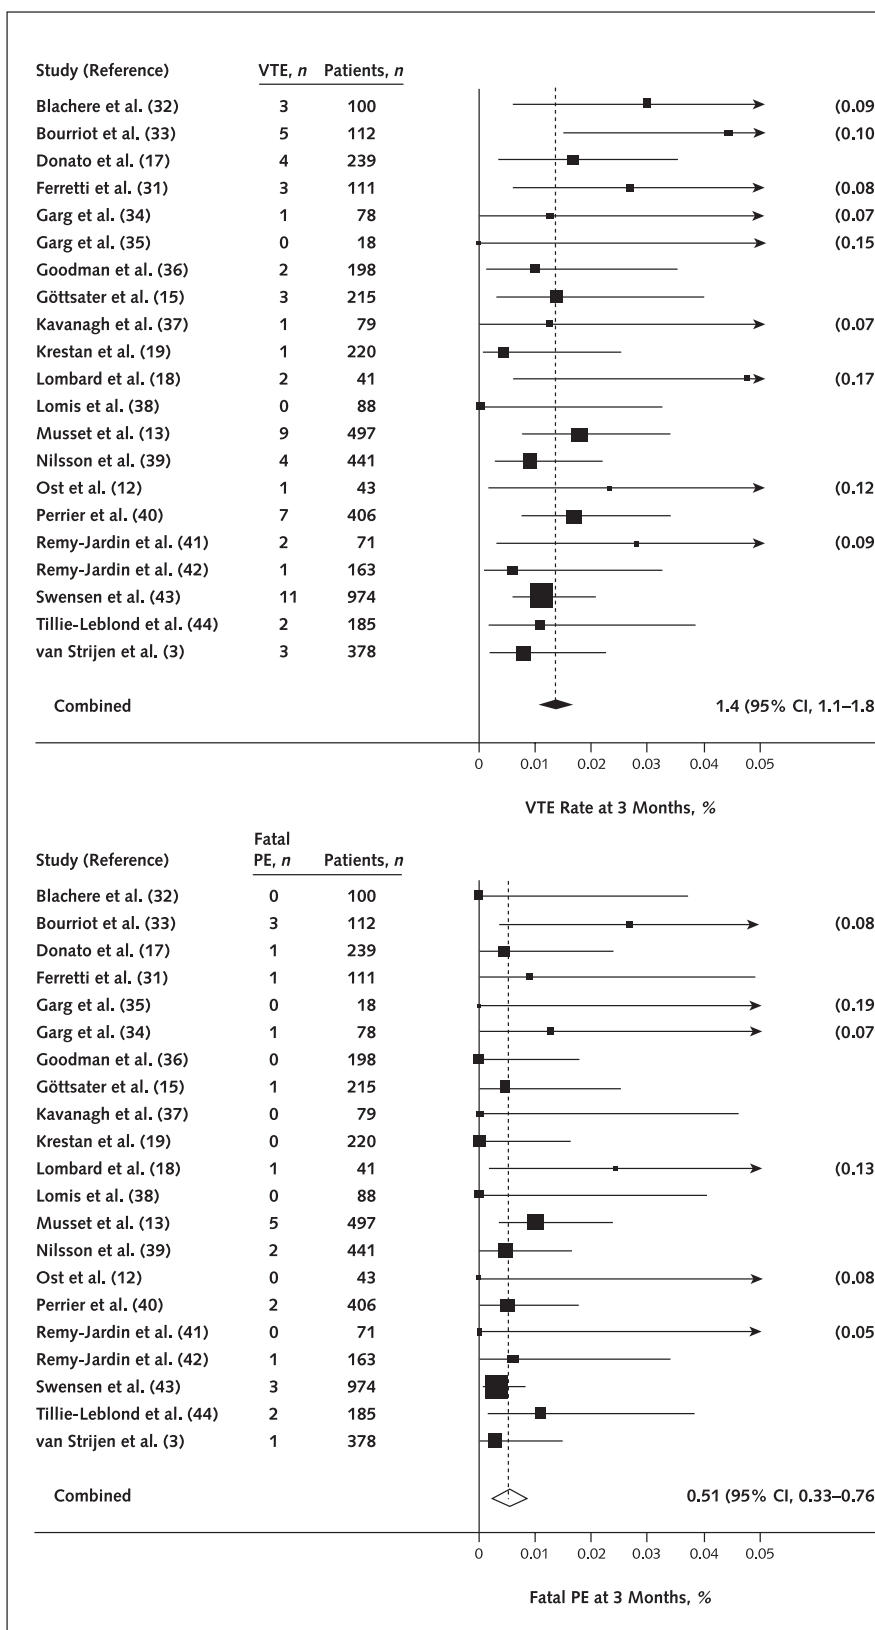 Study (Reference) VTE, n Patients, n
Blachere et al. (32) 3 100 (0.09
Bourriot et al. (33) 5 112 (0.10
Donato et al. (17) 4 239
Ferretti et al. (31) 3 111 (0.08
Garg et al. (34) 1 78 (0.07
Garg et al. (35) 0 18 (0.15
Goodman et al. (36) 2 198
Göttsater et al. (15) 3 215
Kavanagh et al. (37) 1 79 (0.07
Krestan et al. (19) 1 220
Lombard et al. (18) 2 41 (0.17
Lomis et al. (38) 0 88
Musset et al. (13) 9 497
Nilsson et al. (39) 4 441
Ost et al. (12) 1 43 (0.12
Perrier et al. (40) 7 406
Remy-Jardin et al. (41) 2 71 (0.09
Remy-Jardin et al. (42) 1 163
Swensen et al. (43) 11 974
Tillie-Leblond et al. (44) 2 185
van Strijen et al. (3) 3 378
Combined 1.4 (95% CI, 1.1–1.8
0 0.01 0.02 0.03 0.04 0.05
VTE Rate at 3 Months, %
Fatal
Study (Reference) PE, n Patients, n
Blachere et al. (32) 0 100
Bourriot et al. (33) 3 112 (0.08
Donato et al. (17) 1 239
Ferretti et al. (31) 1 111
Garg et al. (35) 0 18 (0.19
Garg et al. (34) 1 78 (0.07
Goodman et al. (36) 0 198
Göttsater et al. (15) 1 215
Kavanagh et al. (37) 0 79
Krestan et al. (19) 0 220
Lombard et al. (18) 1 41 (0.13
Lomis et al. (38) 0 88
Musset et al. (13) 5 497
Nilsson et al. (39) 2 441
Ost et al. (12) 0 43 (0.08
Perrier et al. (40) 2 406
Remy-Jardin et al. (41) 0 71 (0.05
Remy-Jardin et al. (42) 1 163
Swensen et al. (43) 3 974
Tillie-Leblond et al. (44) 2 185
van Strijen et al. (3) 1 378
Combined 0.51 (95% CI, 0.33–0.76
0 0.01 0.02 0.03 0.04 0.05
Fatal PE at 3 Months, %